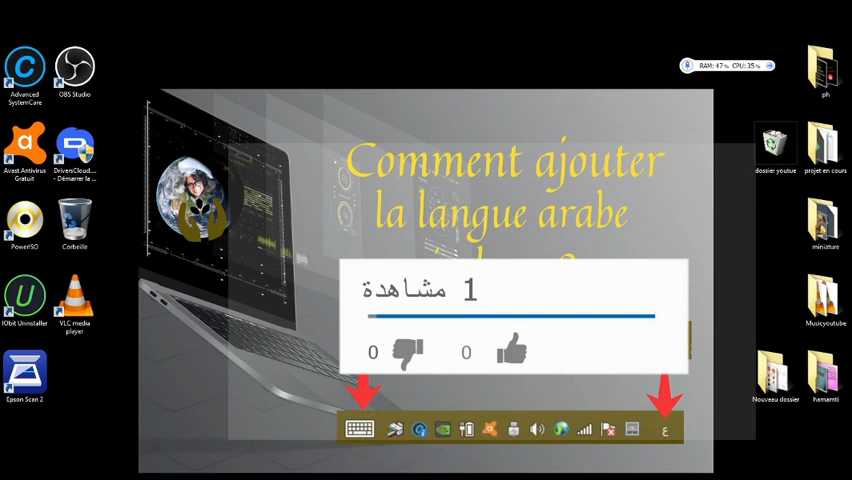 Advanced
SystemCare
OBS Studio
Avast Antivirus
Gratuit
DriversCloud....
- Démarrer la ...
PowerISO
Corbeille
IObit Uninstaller
VLC media
player
Epson Scan 2
RAM: 47% CPU: 35%
ph
dossier youtue
projet en cours
miniature
Musicyoutube
Nouveau dossier
hamamti
Comment ajouter
la langue arabe
1 مشاهدة
0 0
ع